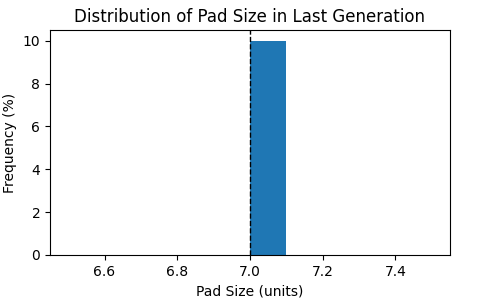 Distribution of Pad Size in Last Generation
Frequency (%)
10
8
6
4
2
0
6.6 6.8 7.0 7.2 7.4
Pad Size (units)